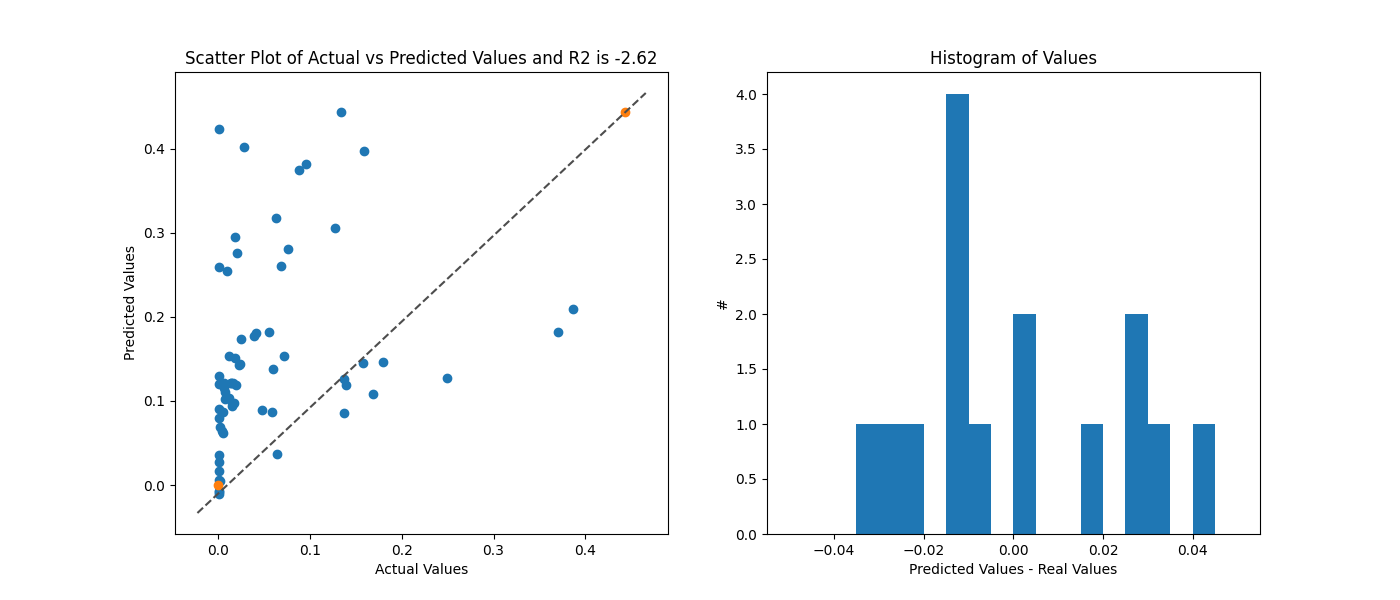 Scatter Plot of Actual vs Predicted Values and R2 is -2.62
Predicted Values
0.4
0.3
0.2
0.1
0.0
0.0 0.1 0.2 0.3 0.4
Actual Values
Histogram of Values
#
4.0
3.5
3.0
2.5
2.0
1.5
1.0
0.5
0.0
−0.04 −0.02 0.00 0.02 0.04
Predicted Values - Real Values